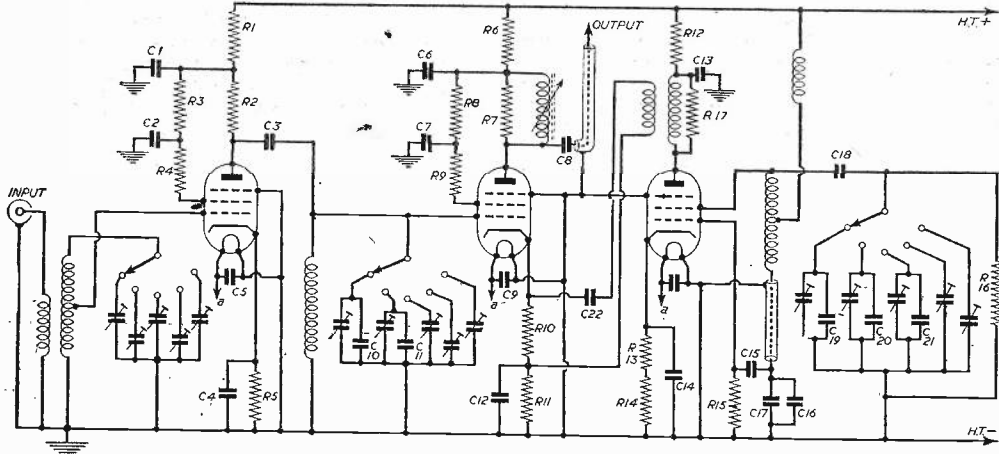 H.T.+
R1
R6
OUTPUT
R12
C1
C6
C13
R3
R2
R8
R7
R17
C2
C3
C7
C8
R4
R9
C18
INPUT
C5
C9
R16
a
a
a
C22
C10
C11
R10
R13
C19
C20
C21
C4
R5
C12
R11
R14
C14
C15
R15
C17
C16
H.T.−